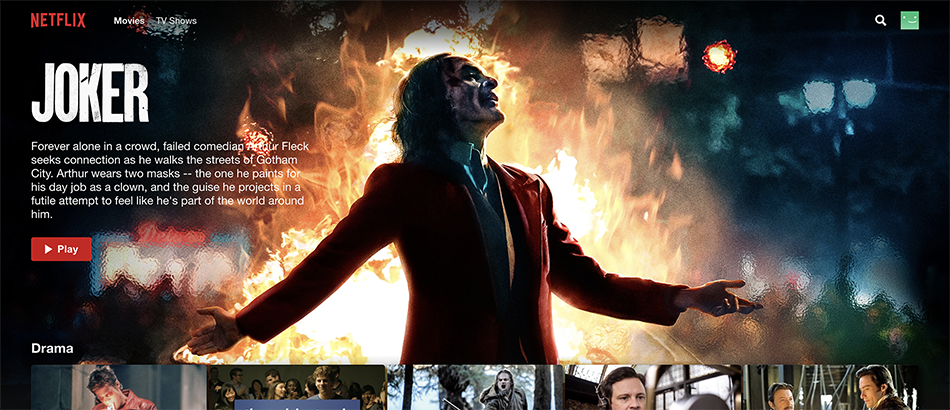 NETFLIX
Movies TV Shows
JOKER
Forever alone in a crowd, failed comedian Arthur Fleck
seeks connection as he walks the streets of Gotham
City. Arthur wears two masks -- the one he paints for
his day job as a clown, and the guise he projects in a
futile attempt to feel like he's part of the world around
him.
Play
Drama